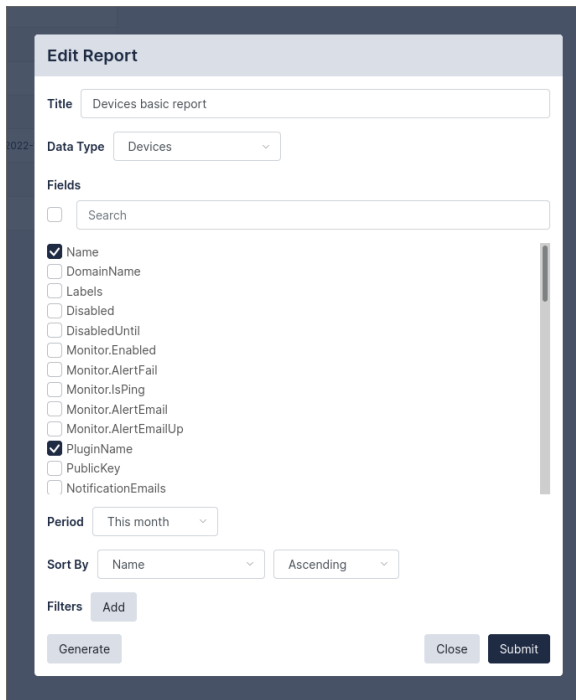 Edit Report
Title Devices basic report
2022-
Data Type Devices
Fields
Search
Name
DomainName
Labels
Disabled
DisabledUntil
Monitor.Enabled
Monitor.AlertFail
Monitor.IsPing
Monitor.AlertEmail
Monitor.AlertEmailUp
PluginName
PublicKey
NotificationEmails
Period This month
Sort By Name Ascending
Filters Add
Generate Close Submit